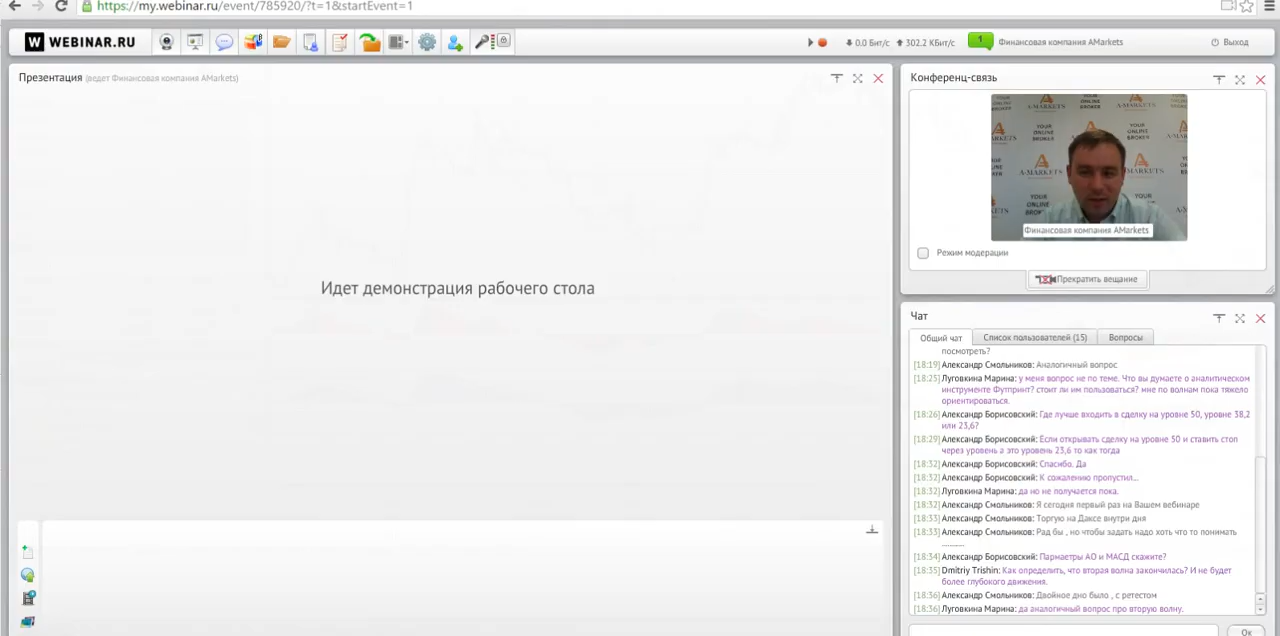 https://my.webinar.ru/event/785920/?t=1&startEvent=1
W WEBINAR.RU
0.0 Бит/с 302.2 КБит/с 1 Финансовая компания AMarkets Выход
Презентация (ведет Финансовая компания AMarkets)
Идет демонстрация рабочего стола
Конференц-связь
A-MARKETS
YOUR ONLINE BROKER
Финансовая компания AMarkets
Режим модерации
Прекратить вещание
Чат
Общий чат Список пользователей (15) Вопросы
посмотреть?
[18:19] Александр Смольников: Аналогичный вопрос
[18:25] Луговкина Марина: у меня вопрос не по теме. Что вы думаете о аналитическом
инструменте Футпринт? стоит ли им пользоваться? мне по волнам пока тяжело
ориентироваться.
[18:26] Александр Борисовский: Где лучше входить в сделку на уровне 50, уровне 38,2
или 23,6?
[18:29] Александр Борисовский: Если открывать сделку на уровне 50 и ставить стоп
через уровень а это уровень 23,6 то как тогда
[18:32] Александр Борисовский: Спасибо. Да
[18:32] Александр Борисовский: К сожалению пропустил...
[18:32] Луговкина Марина: да но не получается пока.
[18:32] Александр Смольников: Я сегодня первый раз на Вашем вебинаре
[18:33] Александр Смольников: Торгую на Даксе внутри дня
[18:33] Александр Смольников: Рад бы , но чтобы задать надо хоть что то понимать
..........
[18:34] Александр Борисовский: Пармаетры АО и МАСД скажите?
[18:35] Dmitriy Trishin: Как определить, что вторая волна закончилась? И не будет
более глубокого движения.
[18:36] Александр Смольников: Двойное дно было , с ретестом
[18:36] Луговкина Марина: да аналогичный вопрос про вторую волну.
Ок